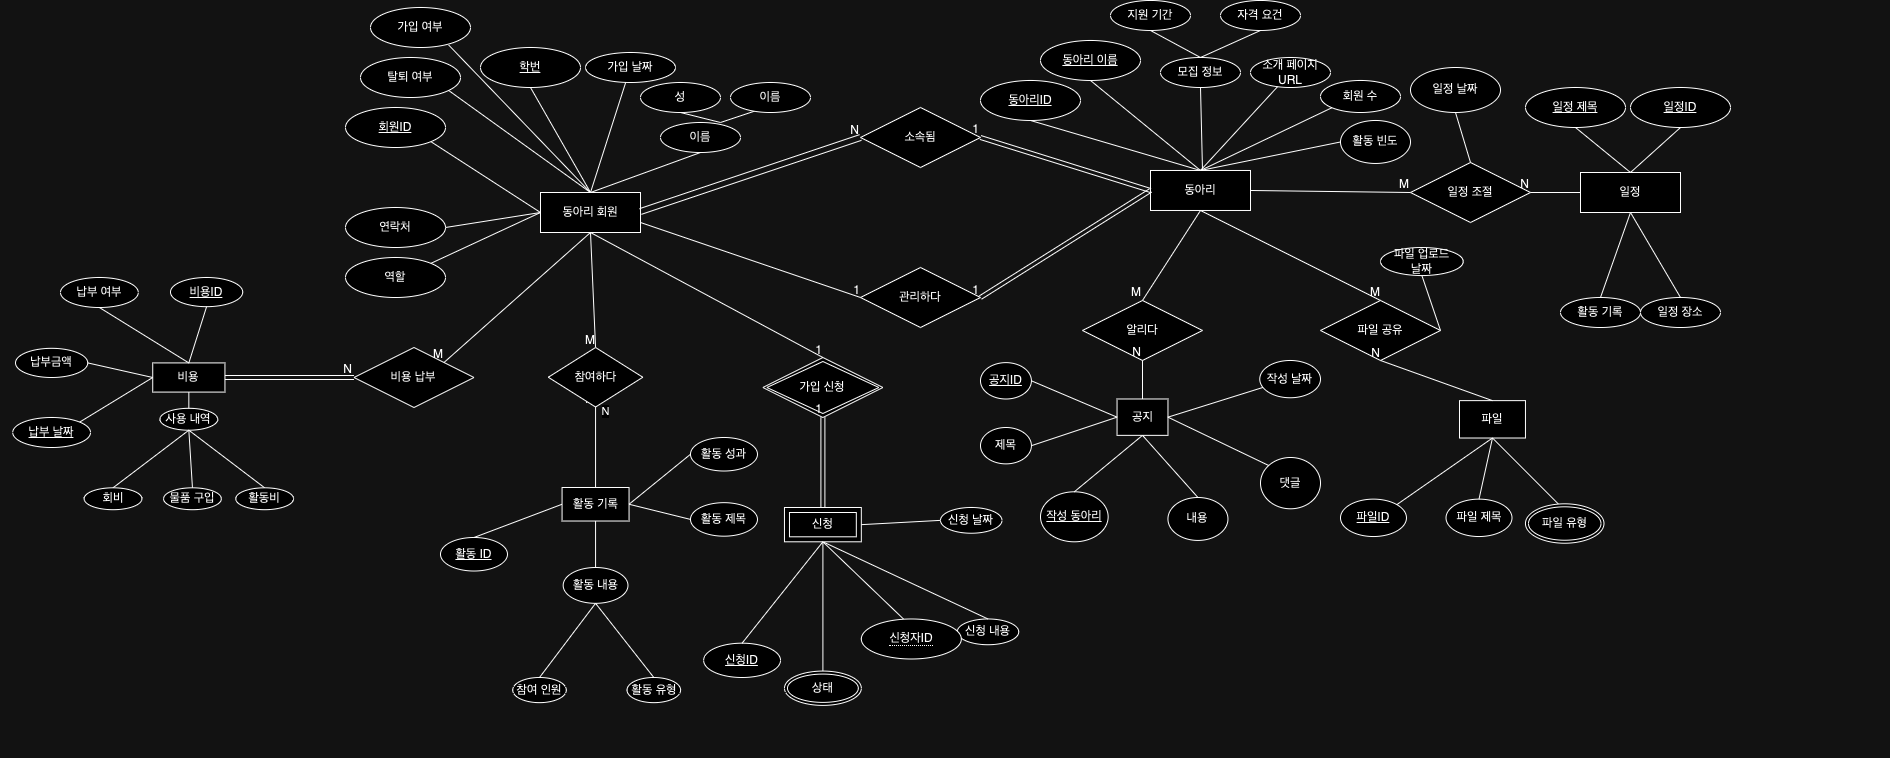 지원 기간
자격 요건
가입 여부
동아리 이름
학번
가입 날짜
탈퇴 여부
모집 정보
소개 페이지
URL
일정 날짜
성
이름
동아리ID
회원 수
일정 제목
일정ID
회원ID
이름
N
소속됨
1
활동 빈도
동아리
M
일정 조절
N
일정
동아리 회원
연락처
역할
파일 업로드
날짜
납부 여부
비용ID
1
관리하다
1
M
M
활동 기록
일정 장소
알리다
파일 공유
납부금액
M
1
N
N
비용
N
비용 납부
M
참여하다
가입 신청
공지ID
작성 날짜
사용 내역
N
1
공지
파일
납부 날짜
제목
활동 성과
댓글
회비
물품 구입
활동비
활동 기록
활동 제목
신청
신청 날짜
작성 동아리
내용
파일ID
파일 제목
파일 유형
활동 ID
활동 내용
신청자ID
신청 내용
신청ID
참여 인원
활동 유형
상태